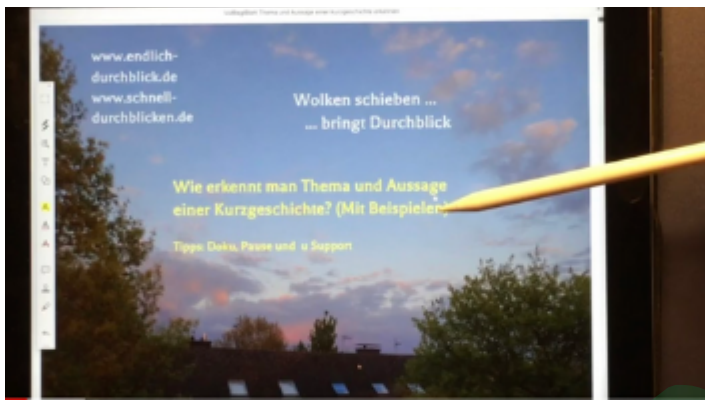 www.endlich-
durchblick.de
www.schnell-
durchblicken.de
Wolken schieben ...
.... bringt Durchblick
Wie erkennt man Thema und Aussage
einer Kurzgeschichte? (Mit Beispielen)
Tipps: Doku, Pause und u Support